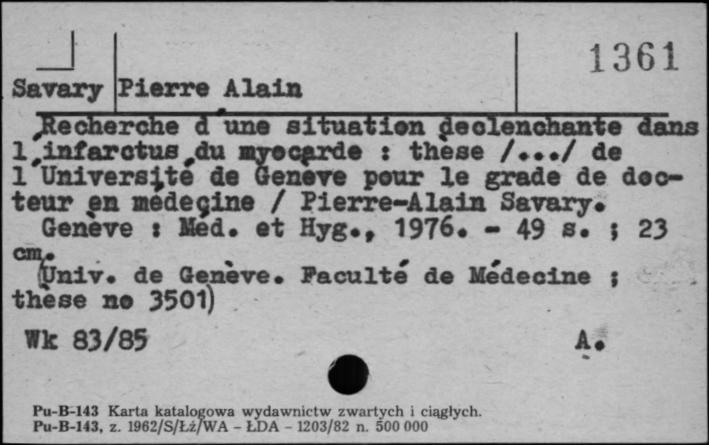 1361
Savary Pierre Alain
Recherche d'une situation declenchante dans
l'infarctus du myocarde : thèse /.../ de
l'Université de Genève pour le grade de doc-
teur en médecine / Pierre-Alain Savary.
Genève : Méd. et Hyg., 1976. - 49 s. ; 23
cm.
(Univ. de Genève. Faculté de Médecine ;
thèse no 3501)
Wk 83/85 A.
Pu-B-143 Karta katalogowa wydawnictw zwartych i ciągłych.
Pu-B-143, z. 1962/S/Łż/WA - ŁDA - 1203/82 n. 500 000